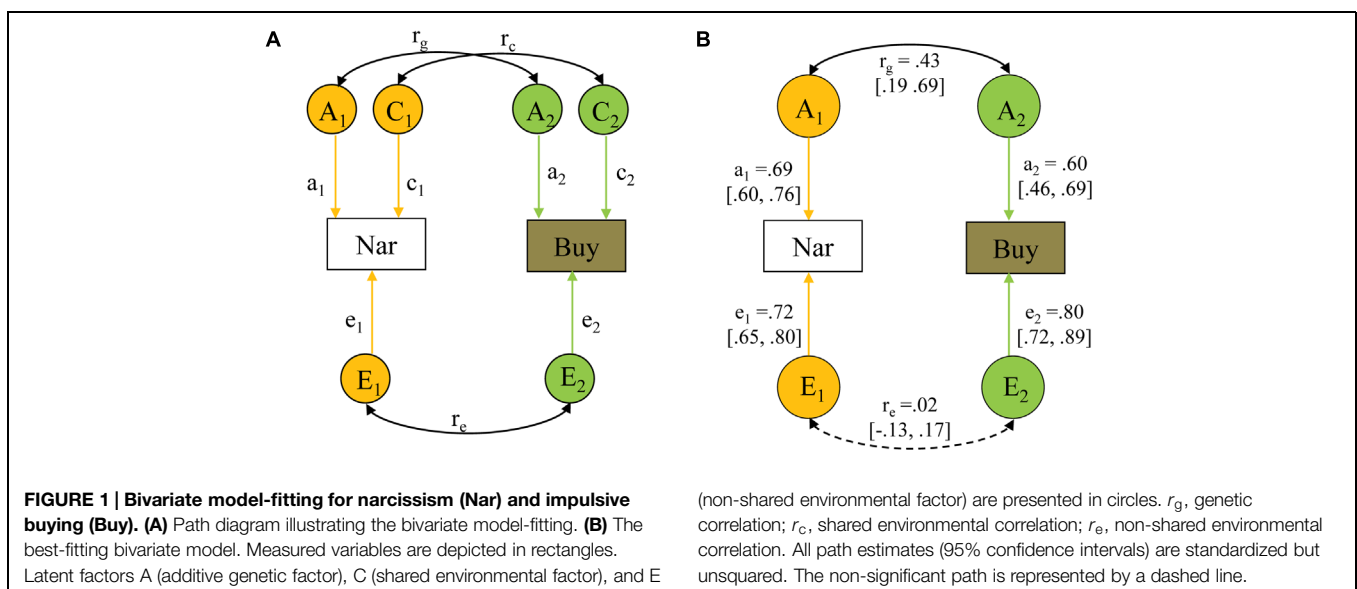 A
r_g
r_c
A_1
C_1
A_2
C_2
a_1
c_1
a_2
c_2
Nar
Buy
e_1
e_2
E_1
E_2
r_e
B
r_g = .43
[.19 .69]
A_1
A_2
a_1 =.69
[.60, .76]
a_2 = .60
[.46, .69]
Nar
Buy
e_1 =.72
[.65, .80]
e_2 =.80
[.72, .89]
E_1
E_2
r_e =.02
[-.13, .17]
FIGURE 1 | Bivariate model-fitting for narcissism (Nar) and impulsive
buying (Buy). (A) Path diagram illustrating the bivariate model-fitting. (B) The
best-fitting bivariate model. Measured variables are depicted in rectangles.
Latent factors A (additive genetic factor), C (shared environmental factor), and E
(non-shared environmental factor) are presented in circles. r_g, genetic
correlation; r_c, shared environmental correlation; r_e, non-shared environmental
correlation. All path estimates (95% confidence intervals) are standardized but
unsquared. The non-significant path is represented by a dashed line.